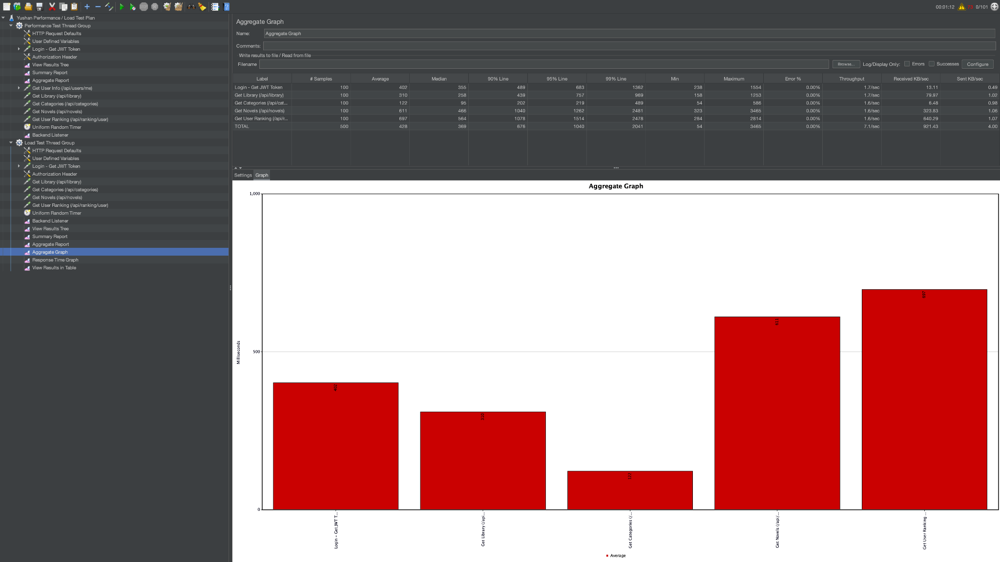 00:01:12 0/101
Yushan Performance / Load Test Plan
Performance Test Thread Group
HTTP Request Defaults
User Defined Variables
Login - Get JWT Token
Authorization Header
View Results Tree
Summary Report
Aggregate Report
Get User Info (/api/users/me)
Get Library (/api/library)
Get Categories (/api/categories)
Get Novels (/api/novels)
Get User Ranking (/api/ranking/user)
Uniform Random Timer
Backend Listener
Load Test Thread Group
HTTP Request Defaults
User Defined Variables
Login - Get JWT Token
Authorization Header
Get Library (/api/library)
Get Categories (/api/categories)
Get Novels (/api/novels)
Get User Ranking (/api/ranking/user)
Uniform Random Timer
Backend Listener
View Results Tree
Summary Report
Aggregate Report
Aggregate Graph
Response Time Graph
View Results in Table
Aggregate Graph
Name: Aggregate Graph
Comments:
Write results to file / Read from file
Filename Browse... Log/Display Only: Errors Successes Configure
Label # Samples Average Median 90% Line 95% Line 99% Line Min Maximum Error % Throughput Received KB/sec Sent KB/sec
Login - Get JWT Token 100 402 355 489 683 1362 238 1554 0.00% 1.7/sec 13.11 0.49
Get Library (/api/library) 100 310 258 439 757 969 158 1253 0.00% 1.7/sec 79.97 1.02
Get Categories (/api/cat... 100 122 95 202 219 489 54 586 0.00% 1.6/sec 6.48 0.98
Get Novels (/api/novels) 100 611 466 1040 1262 2481 323 3465 0.00% 1.6/sec 323.83 1.06
Get User Ranking (/api/r... 100 697 564 1078 1514 2478 284 2814 0.00% 1.6/sec 640.29 1.07
TOTAL 500 428 369 676 1040 2041 54 3465 0.00% 7.1/sec 921.43 4.00
Settings Graph
Aggregate Graph
1,000
500
0
Milliseconds
402
310
122
611
697
Login - Get JWT T...
Get Library (/api...
Get Categories (/...
Get Novels (/api/...
Get User Ranking ...
Average